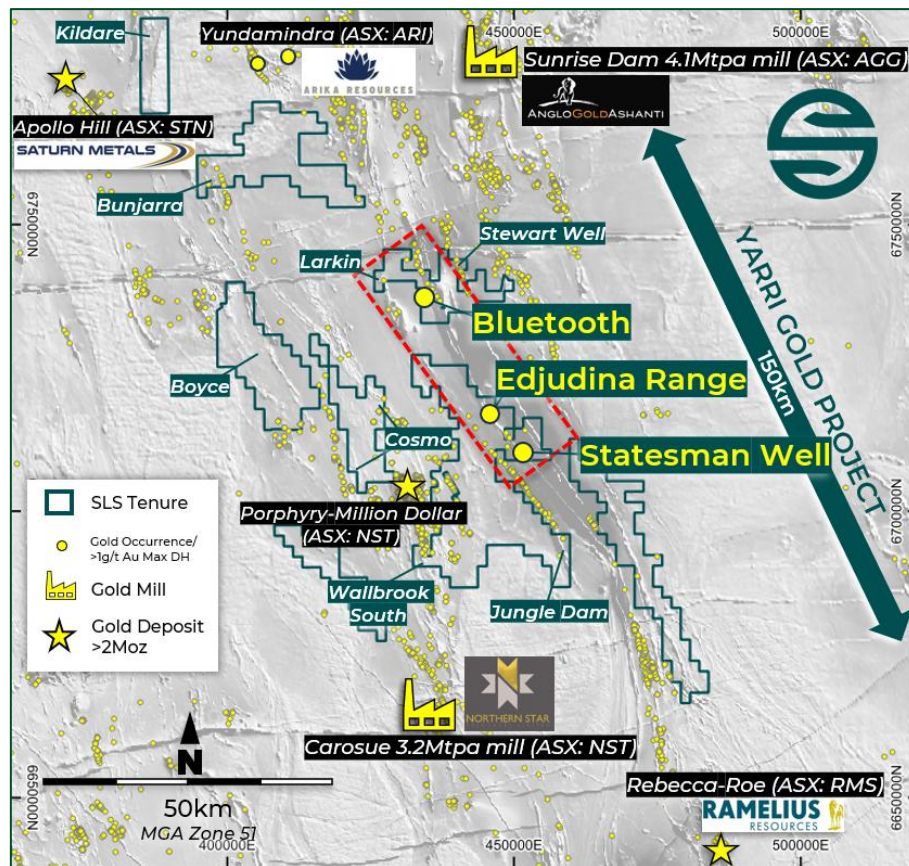 450000E
500000E
Kildare
Yundamindra (ASX: ARI)
ARIKA RESOURCES
Sunrise Dam 4.1Mtpa mill (ASX: AGG)
ANGLOGOLDASHANTI
Apollo Hill (ASX: STN)
SATURN METALS
Bunjarra
6750000N
6750000N
Stewart Well
Larkin
YARRI GOLD PROJECT
150km
Bluetooth
Boyce
Edjudina Range
Cosmo
Statesman Well
Porphyry-Million Dollar
(ASX: NST)
6700000N
SLS Tenure
Gold Occurrence/
>1g/t Au Max DH
Gold Mill
Gold Deposit
>2Moz
Wallbrook
South
Jungle Dam
NORTHERN STAR
Carosue 3.2Mtpa mill (ASX: NST)
N
50km
MGA Zone 51
Rebecca-Roe (ASX: RMS)
RAMELIUS
RESOURCES
6650000N
6650000N
400000E
450000E
500000E